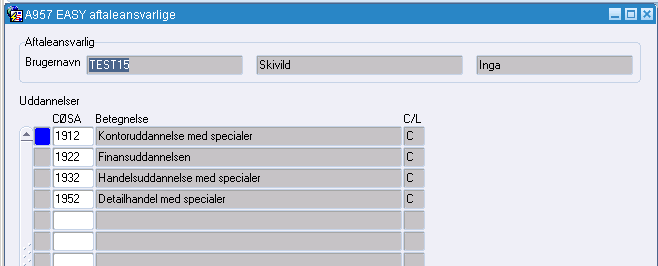 A957 EASY aftaleansvarlige
Aftaleansvarlig
Brugernavn TEST15 Skivild Inga
Uddannelser
CØSA Betegnelse C/L
1912 Kontoruddannelse med specialer C
1922 Finansuddannelsen C
1932 Handelsuddannelse med specialer C
1952 Detailhandel med specialer C